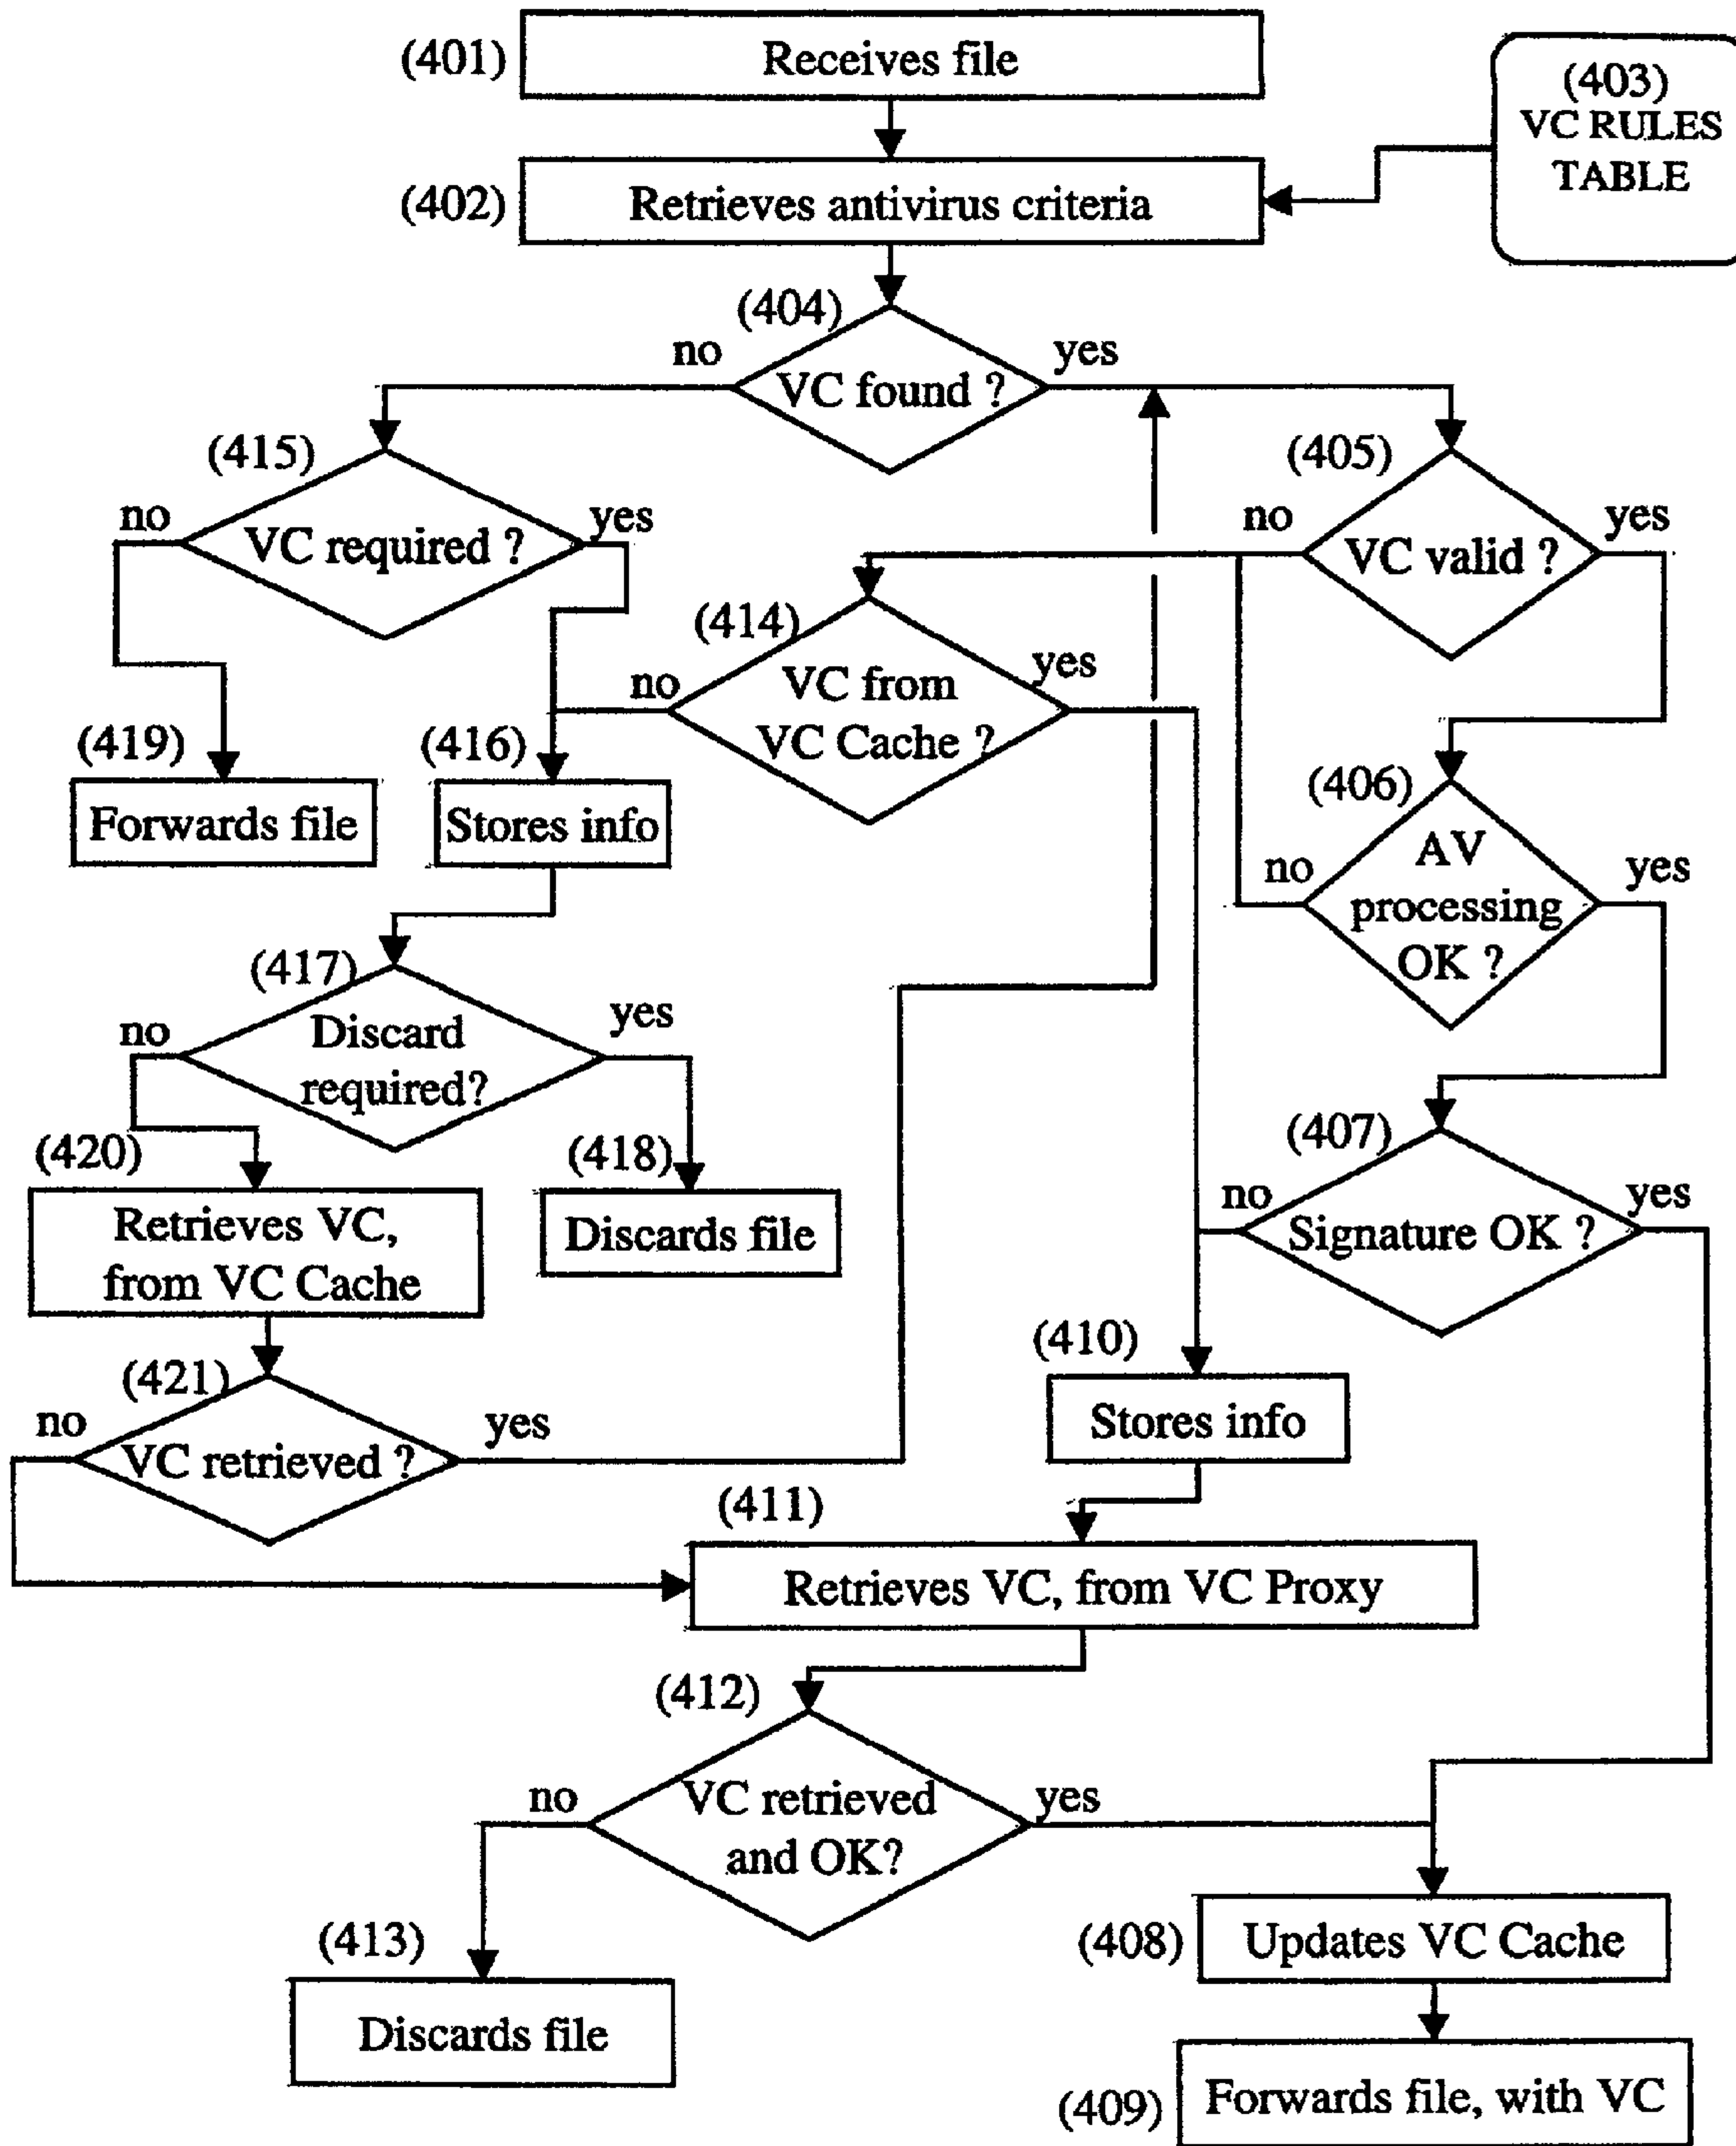 (401)
Receives file
(403)
VC RULES
TABLE
(402)
Retrieves antivirus criteria
(404)
no
yes
VC found ?
(415)
no
yes
VC required ?
(405)
no
yes
VC valid ?
(414)
no
yes
VC from
VC Cache ?
(419)
Forwards file
(416)
Stores info
(406)
no
yes
AV
processing
OK ?
(417)
no
yes
Discard
required?
(407)
no
yes
Signature OK ?
(420)
Retrieves VC,
from VC Cache
(418)
Discards file
(410)
Stores info
(421)
no
yes
VC retrieved ?
(411)
Retrieves VC, from VC Proxy
(412)
no
yes
VC retrieved
and OK?
(413)
Discards file
(408)
Updates VC Cache
(409)
Forwards file, with VC